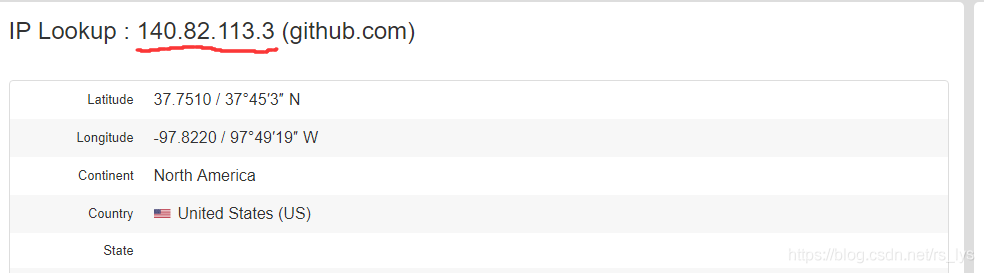 IP Lookup : 140.82.113.3 (github.com)
Latitude 37.7510 / 37°45′3″ N
Longitude -97.8220 / 97°49′19″ W
Continent North America
Country United States (US)
State
https://blog.csdn.net/rs_lys